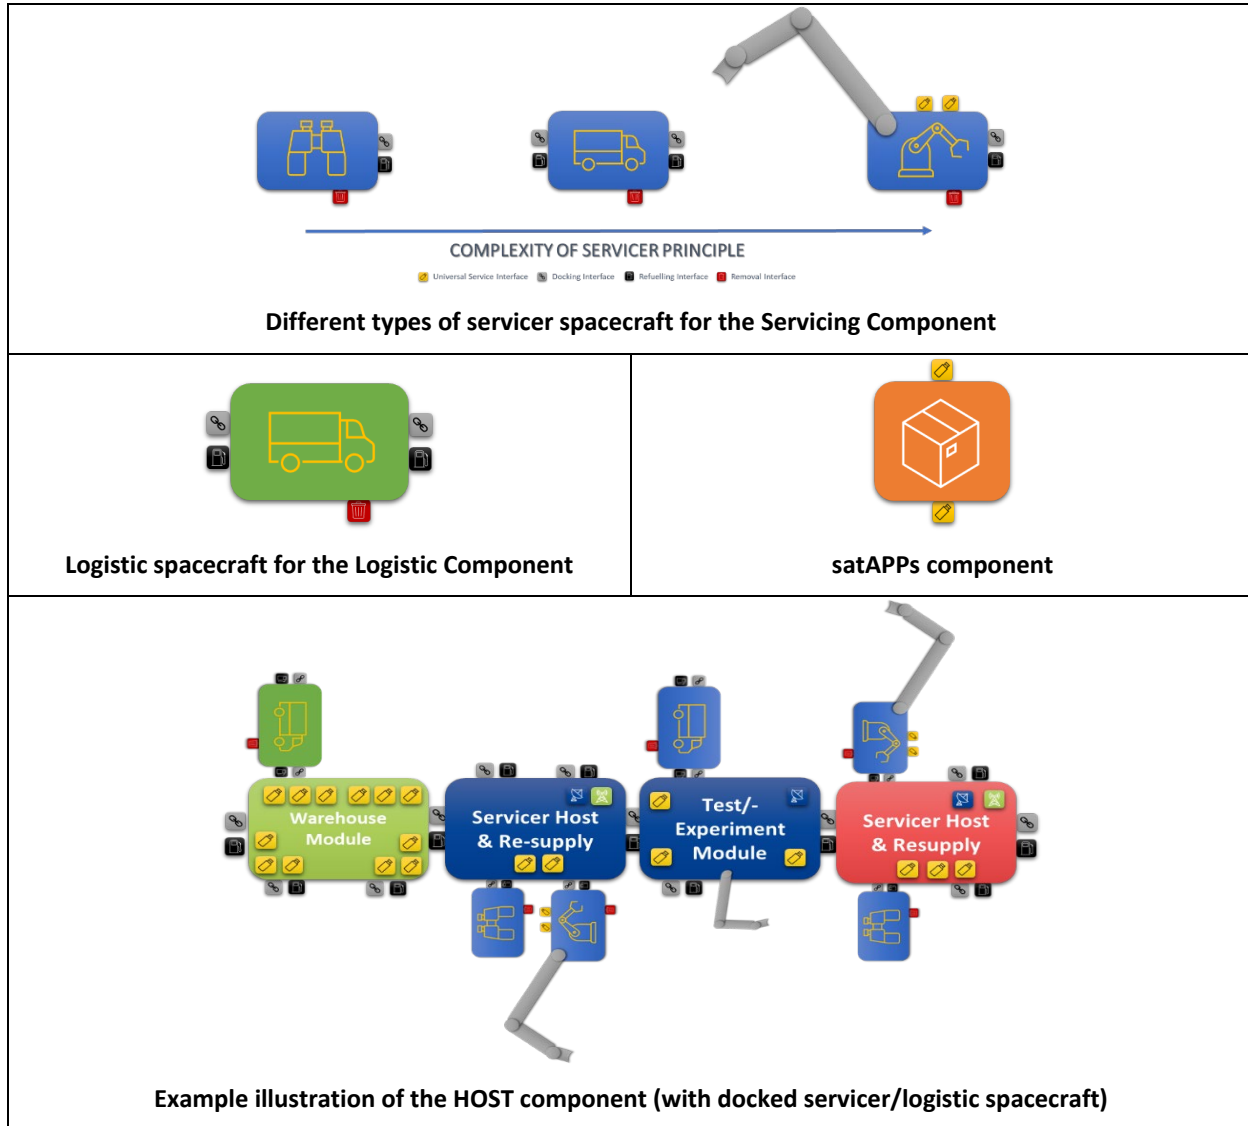 COMPLEXITY OF SERVICER PRINCIPLE
Universal Service Interface Docking Interface Refuelling Interface Removal Interface
Different types of servicer spacecraft for the Servicing Component
Logistic spacecraft for the Logistic Component
satAPPs component
Warehouse
Module
Servicer Host
& Re-supply
Test/-
Experiment
Module
Servicer Host
& Resupply
Example illustration of the HOST component (with docked servicer/logistic spacecraft)